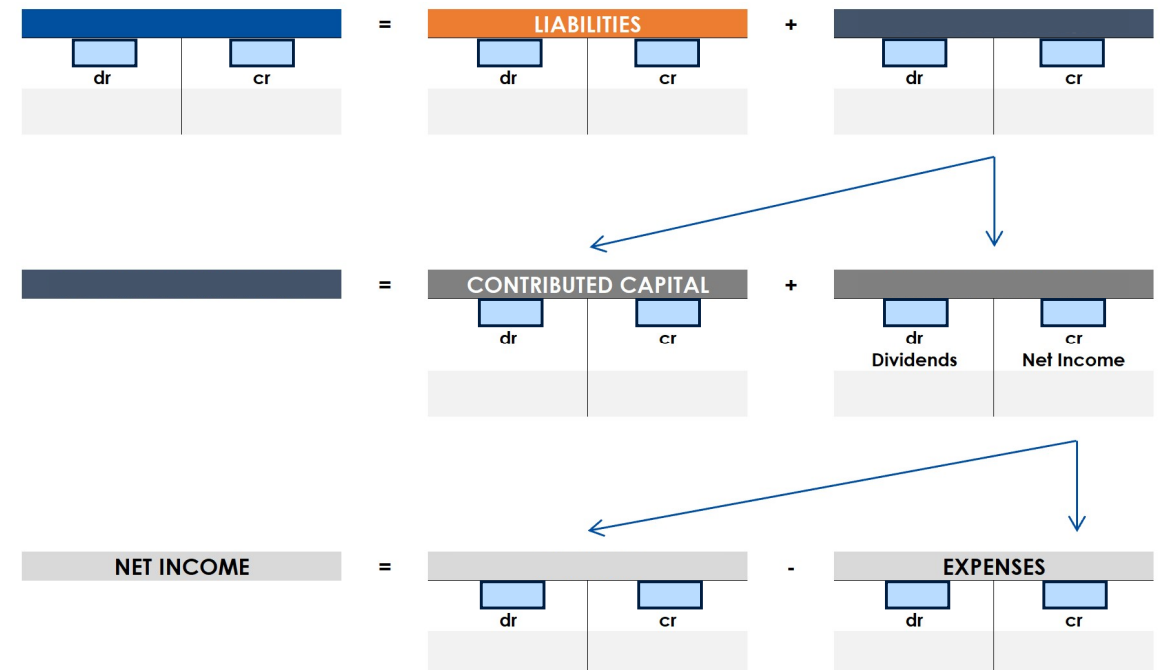 = LIABILITIES +
dr cr dr cr dr cr
= CONTRIBUTED CAPITAL +
dr cr dr cr
Dividends Net Income
NET INCOME = - EXPENSES
dr cr dr cr